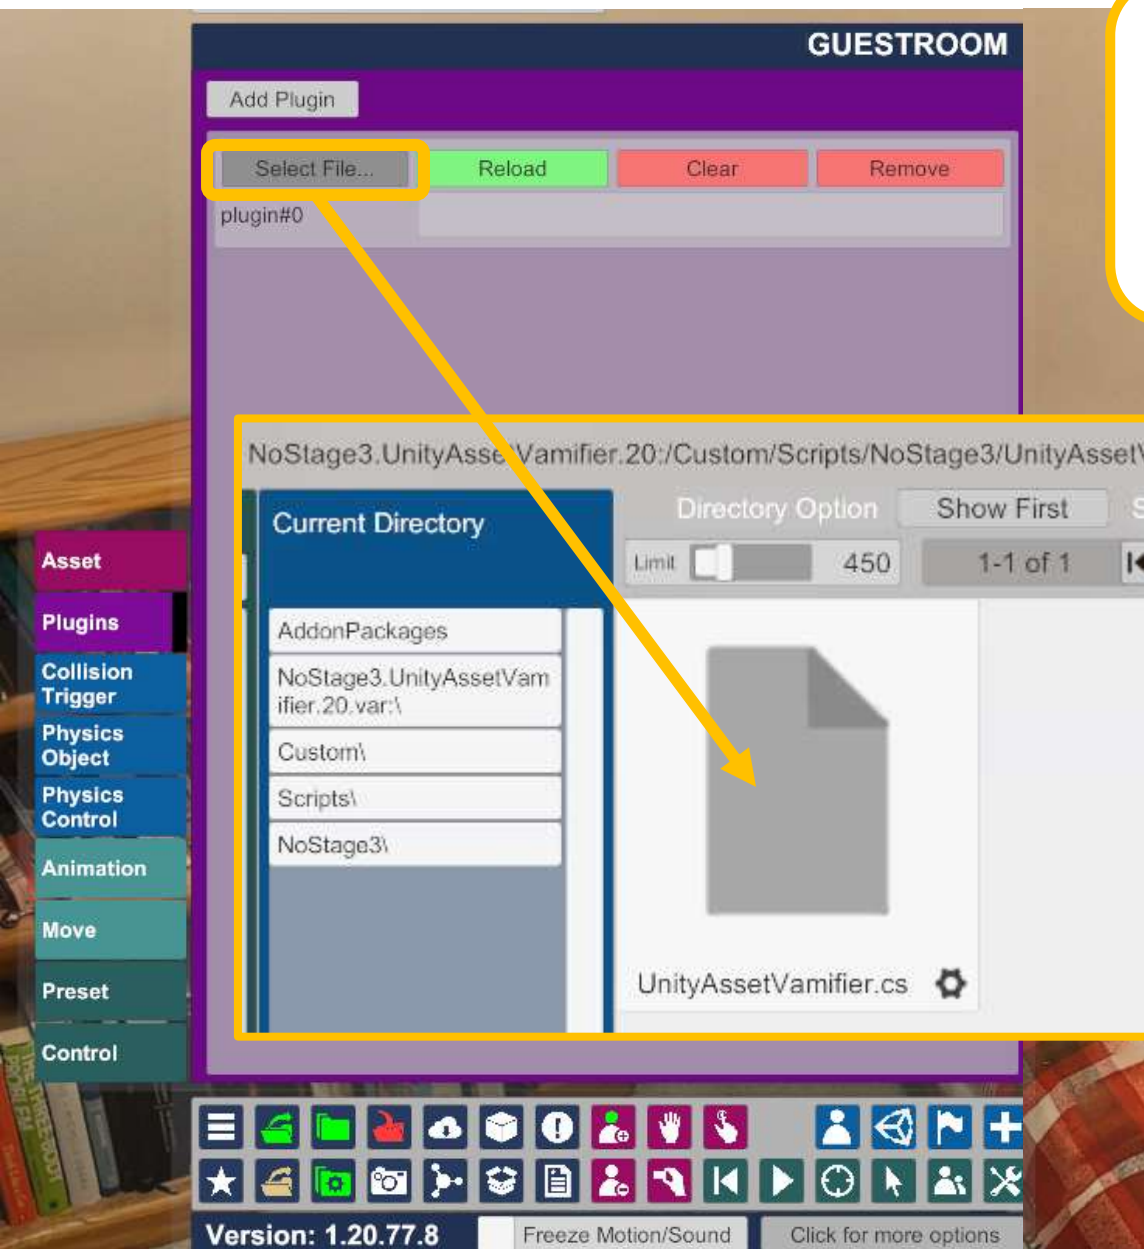 GUESTROOM
Add Plugin
Select File...
Reload
Clear
Remove
plugin#0
NoStage3.UnityAssetVamifier.20:/Custom/Scripts/NoStage3/UnityAssetV
Current Directory
Directory Option
Show First
S
Limit
450
1-1 of 1
AddonPackages
NoStage3.UnityAssetVam
ifier.20.var:\
Custom\
Scripts\
NoStage3\
UnityAssetVamifier.cs
Asset
Plugins
Collision
Trigger
Physics
Object
Physics
Control
Animation
Move
Preset
Control
Version: 1.20.77.8
Freeze Motion/Sound
Click for more options